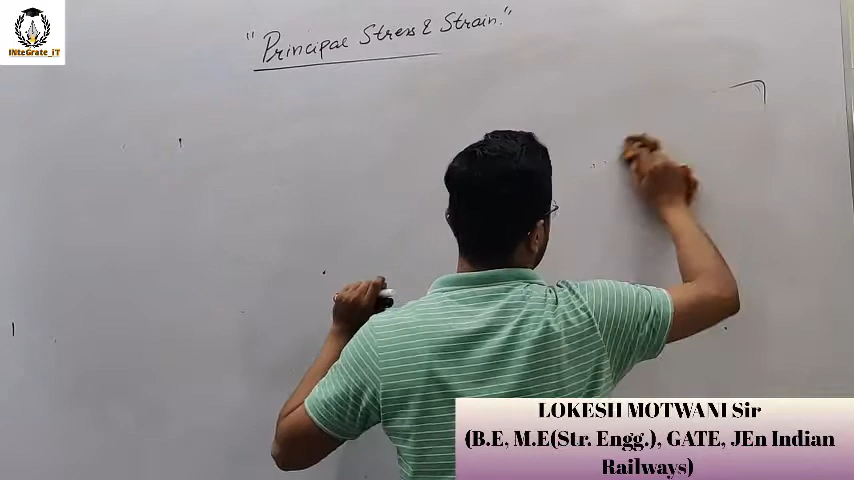 INteGrate_iT
"Principal Stress & Strain."
LOKESH MOTWANI Sir
(B.E, M.E(Str. Engg.), GATE, JEn Indian
Railways)